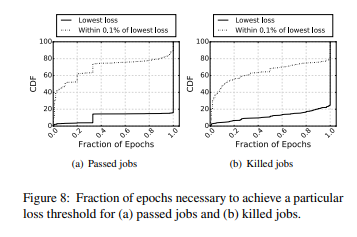 Lowest loss
Within 0.1% of lowest loss
Lowest loss
Within 0.1% of lowest loss
CDF
100
80
60
40
20
0
0.0
0.2
0.4
0.6
0.8
1.0
Fraction of Epochs
CDF
100
80
60
40
20
0
0.0
0.2
0.4
0.6
0.8
1.0
Fraction of Epochs
(a) Passed jobs
(b) Killed jobs
Figure 8: Fraction of epochs necessary to achieve a particular
loss threshold for (a) passed jobs and (b) killed jobs.